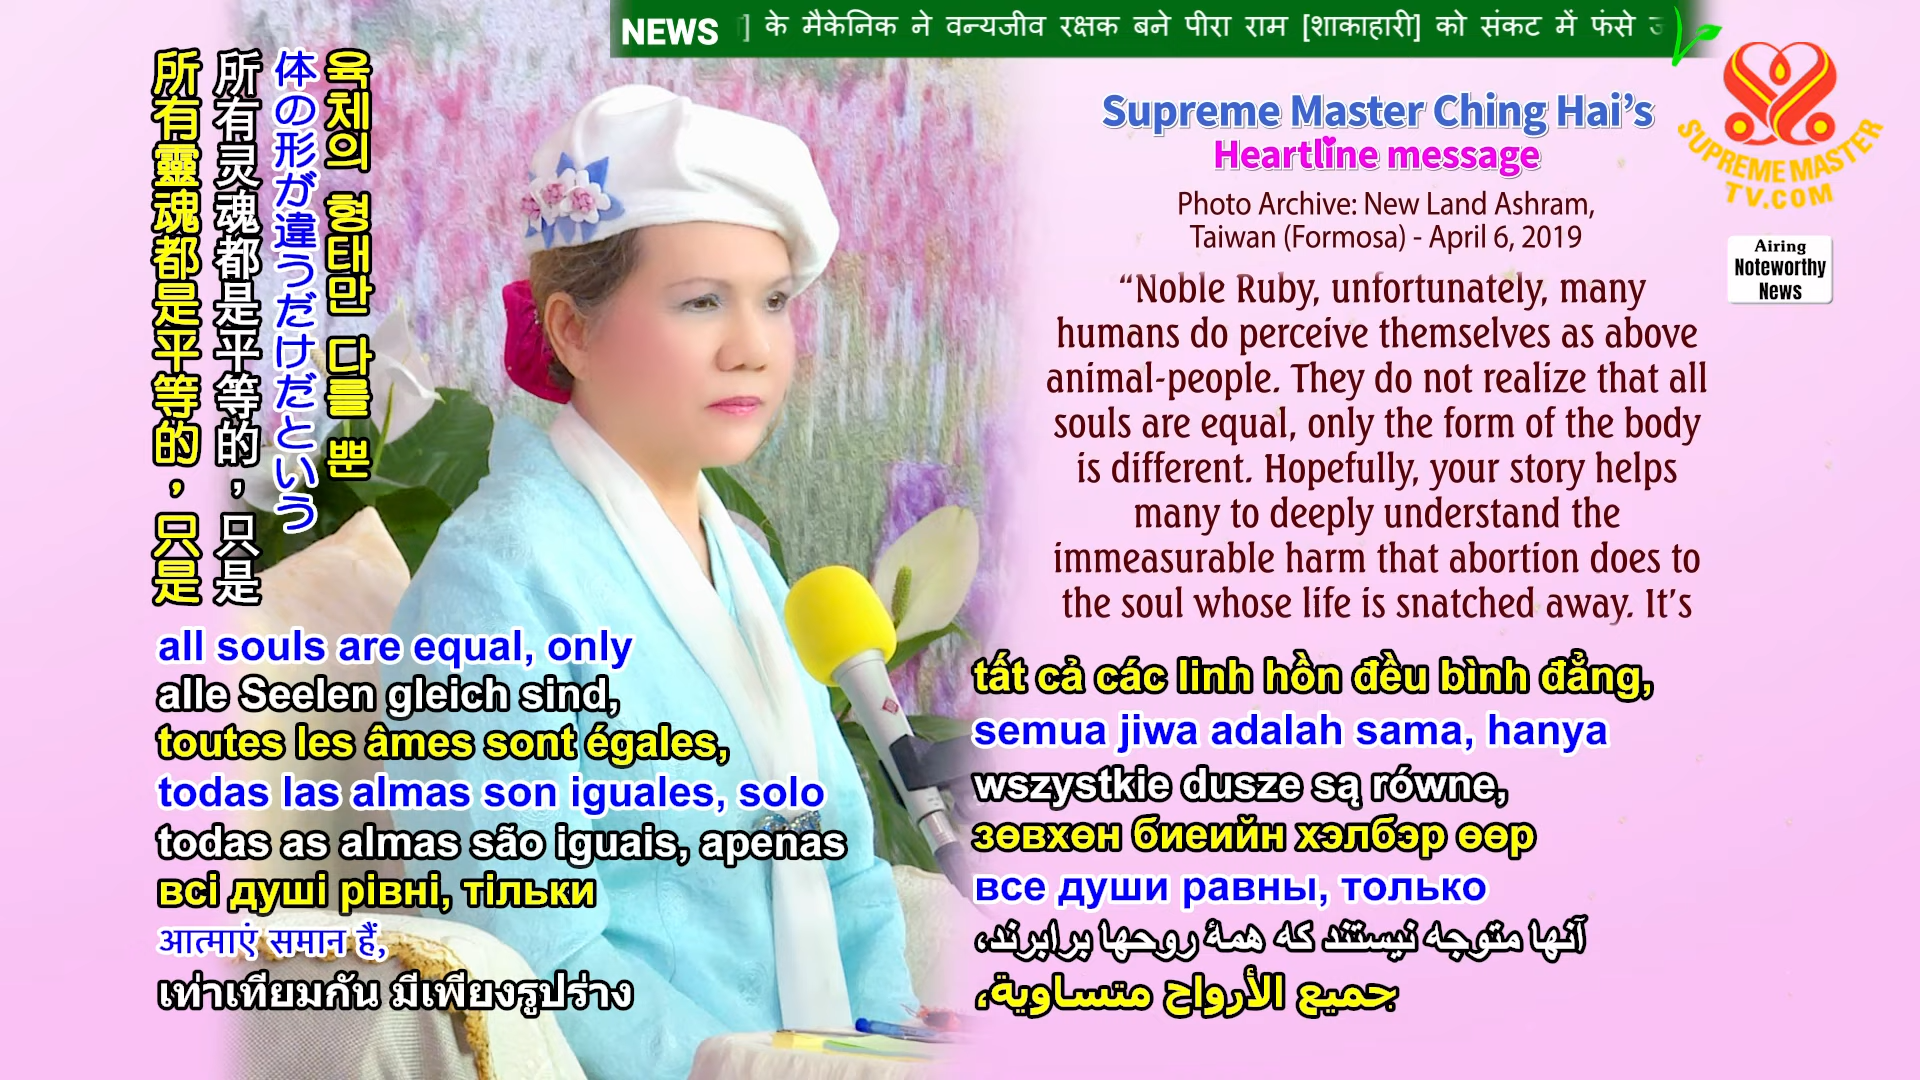 NEWS
के मैकेनिक ने वन्यजीव रक्षक बने पीरा राम [शाकाहारी] को संकट में फंसे
SUPREME MASTER
TV.COM
Airing
Noteworthy
News
Supreme Master Ching Hai’s
Heartline message
Photo Archive: New Land Ashram,
Taiwan (Formosa) - April 6, 2019
“Noble Ruby, unfortunately, many
humans do perceive themselves as above
animal-people. They do not realize that all
souls are equal, only the form of the body
is different. Hopefully, your story helps
many to deeply understand the
immeasurable harm that abortion does to
the soul whose life is snatched away. It’s
육체의 형태만 다를 뿐
体の形が違うだけだという
所有灵魂都是平等的，只是
所有靈魂都是平等的，只是
all souls are equal, only
alle Seelen gleich sind,
toutes les âmes sont égales,
todas las almas son iguales, solo
todas as almas são iguais, apenas
всі душі рівні, тільки
आत्माएं समान हैं,
เท่าเทียมกัน มีเพียงรูปร่าง
tất cả các linh hồn đều bình đẳng,
semua jiwa adalah sama, hanya
wszystkie dusze są równe,
зөвхөн биеийн хэлбэр өөр
все души равны, только
آنها متوجه نیستند که همهٔ روحها برابرند،
جميع الأرواح متساوية،